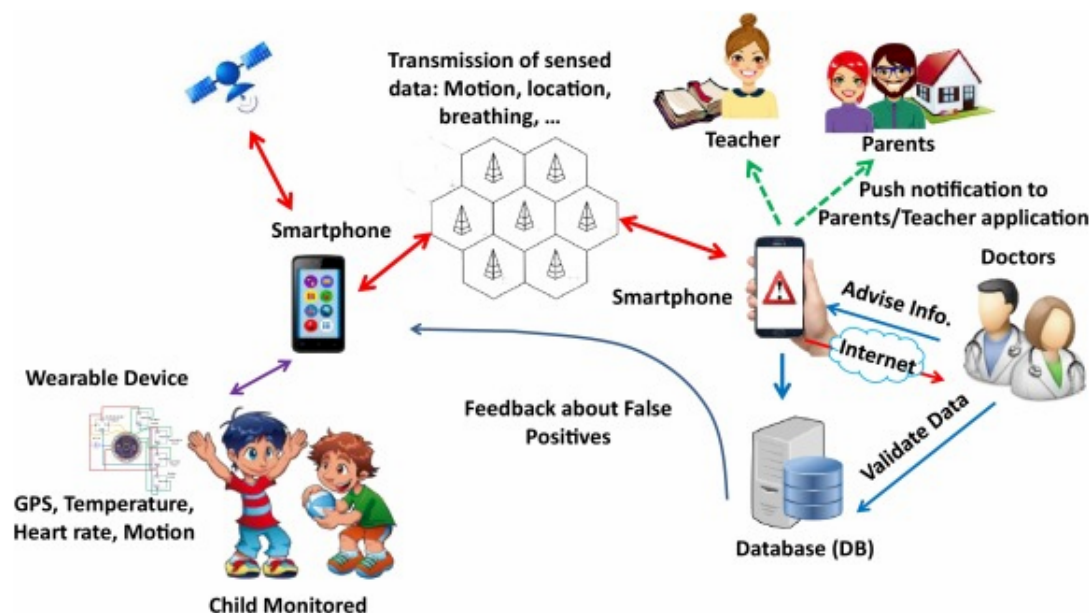 Transmission of sensed
data: Motion, location,
breathing, ...
Teacher
Parents
Push notification to
Parents/Teacher application
Smartphone
Smartphone
Doctors
Advise Info.
Internet
Wearable Device
GPS, Temperature,
Heart rate, Motion
Feedback about False
Positives
Validate Data
Database (DB)
Child Monitored